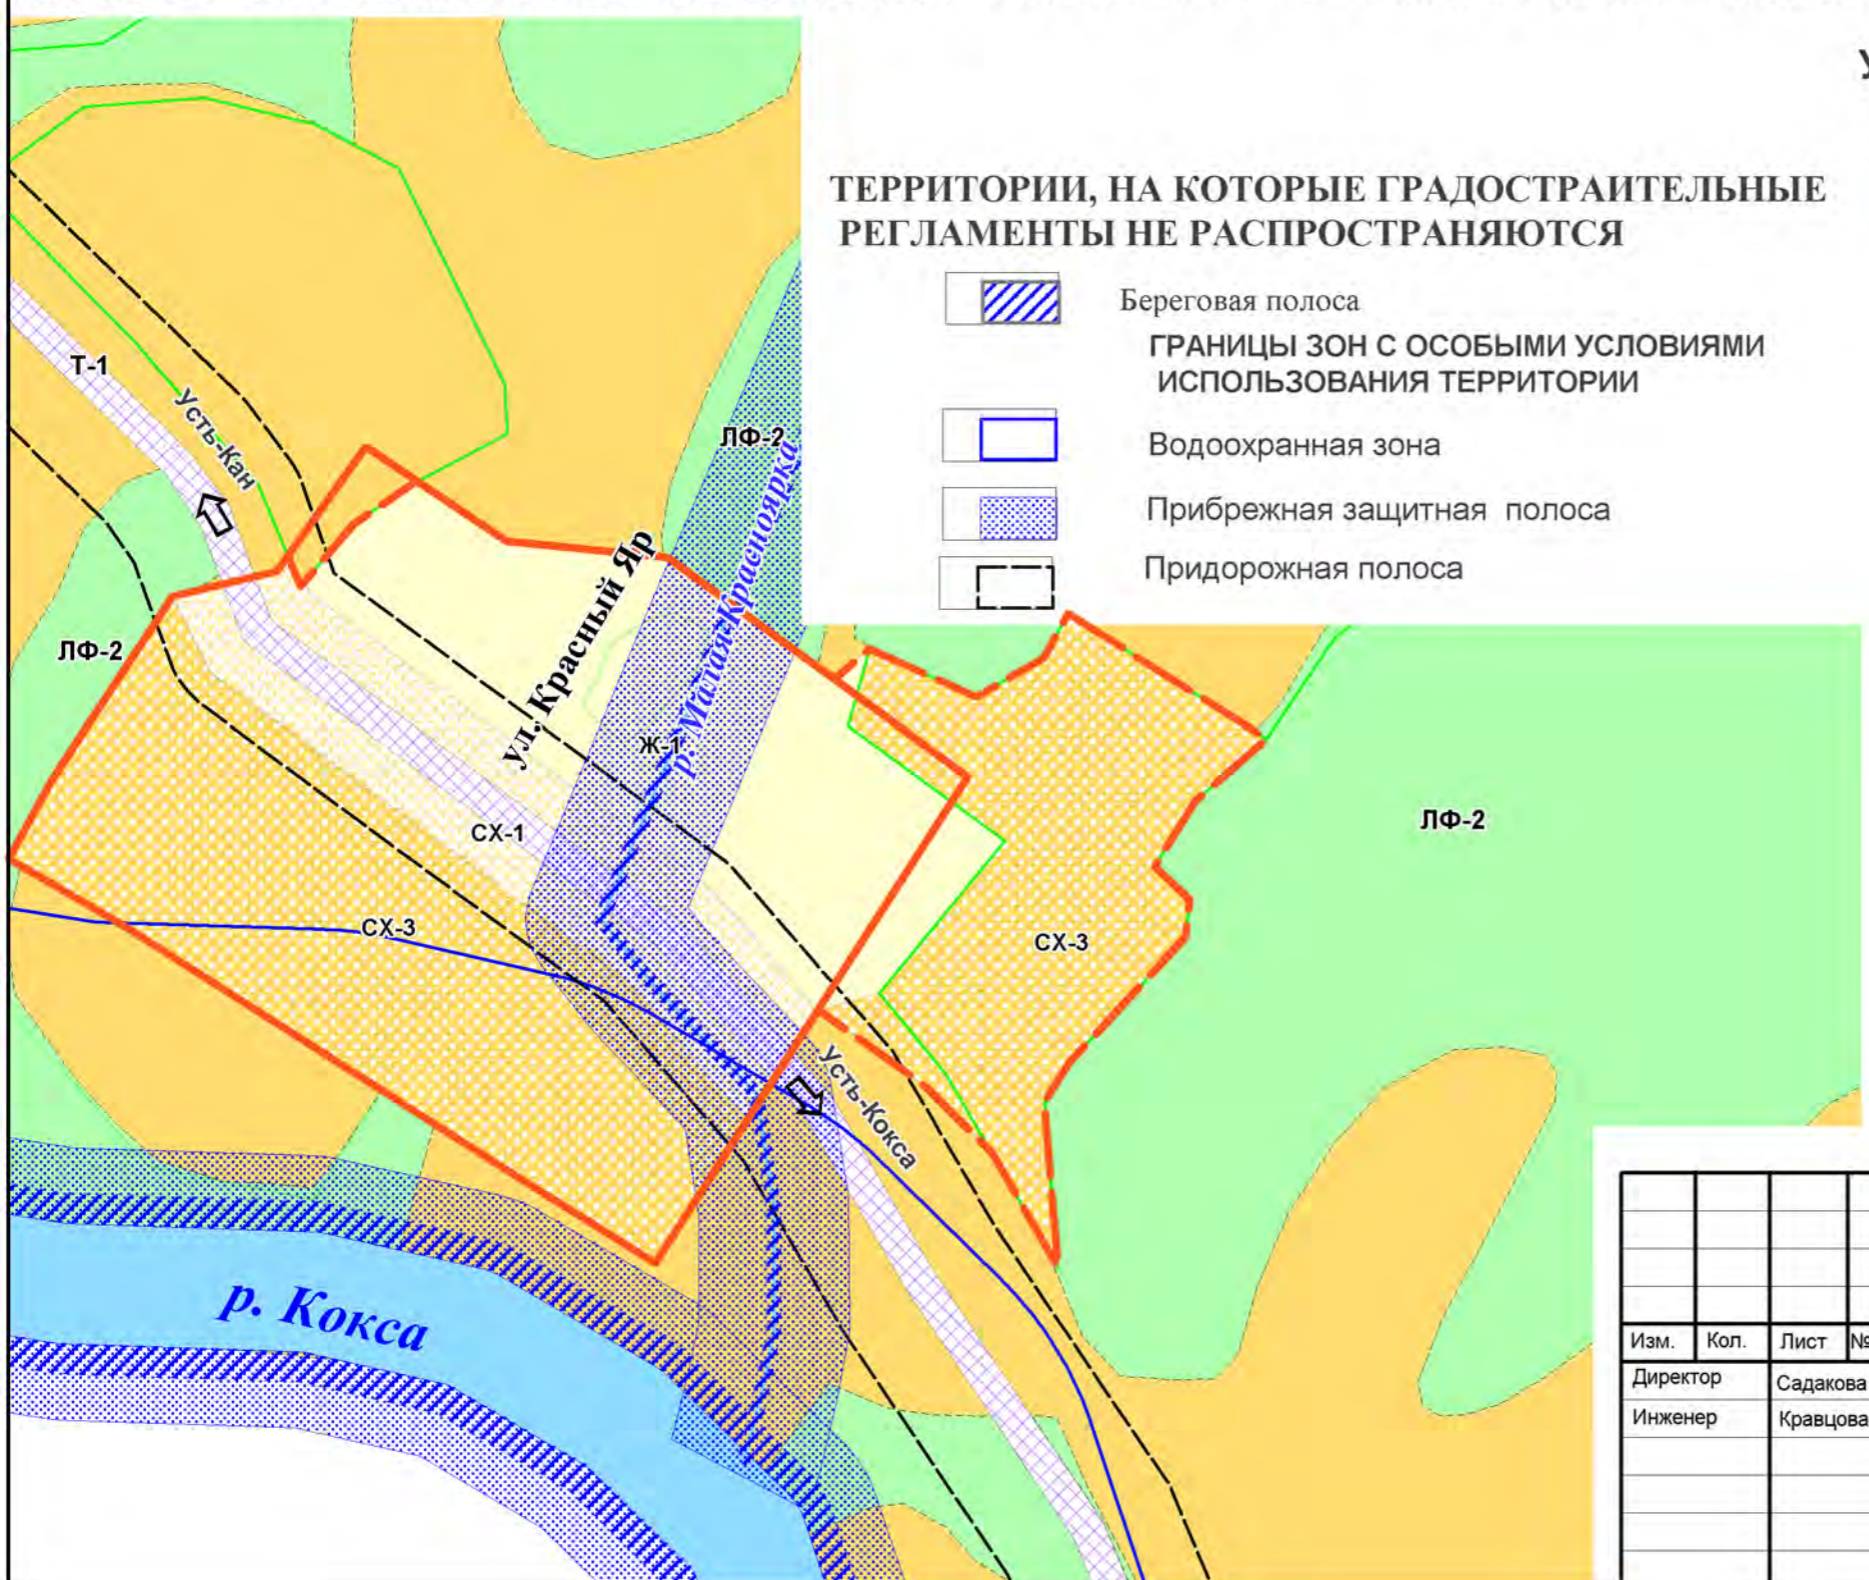 ТЕРРИТОРИИ, НА КОТОРЫЕ ГРАДОСТРАИТЕЛЬНЫЕ
РЕГЛАМЕНТЫ НЕ РАСПРОСТРАНЯЮТСЯ
Береговая полоса
ГРАНИЦЫ ЗОН С ОСОБЫМИ УСЛОВИЯМИ
ИСПОЛЬЗОВАНИЯ ТЕРРИТОРИИ
Водоохранная зона
Прибрежная защитная полоса
Придорожная полоса
Т-1
Усть-Кан
ЛФ-2
р. Малая Красноярка
ул. Красный Яр
ЛФ-2
Ж-1
СХ-1
ЛФ-2
СХ-3
СХ-3
Усть-Кокса
р. Кокса
Изм. Кол. Лист №
Директор Садакова
Инженер Кравцова